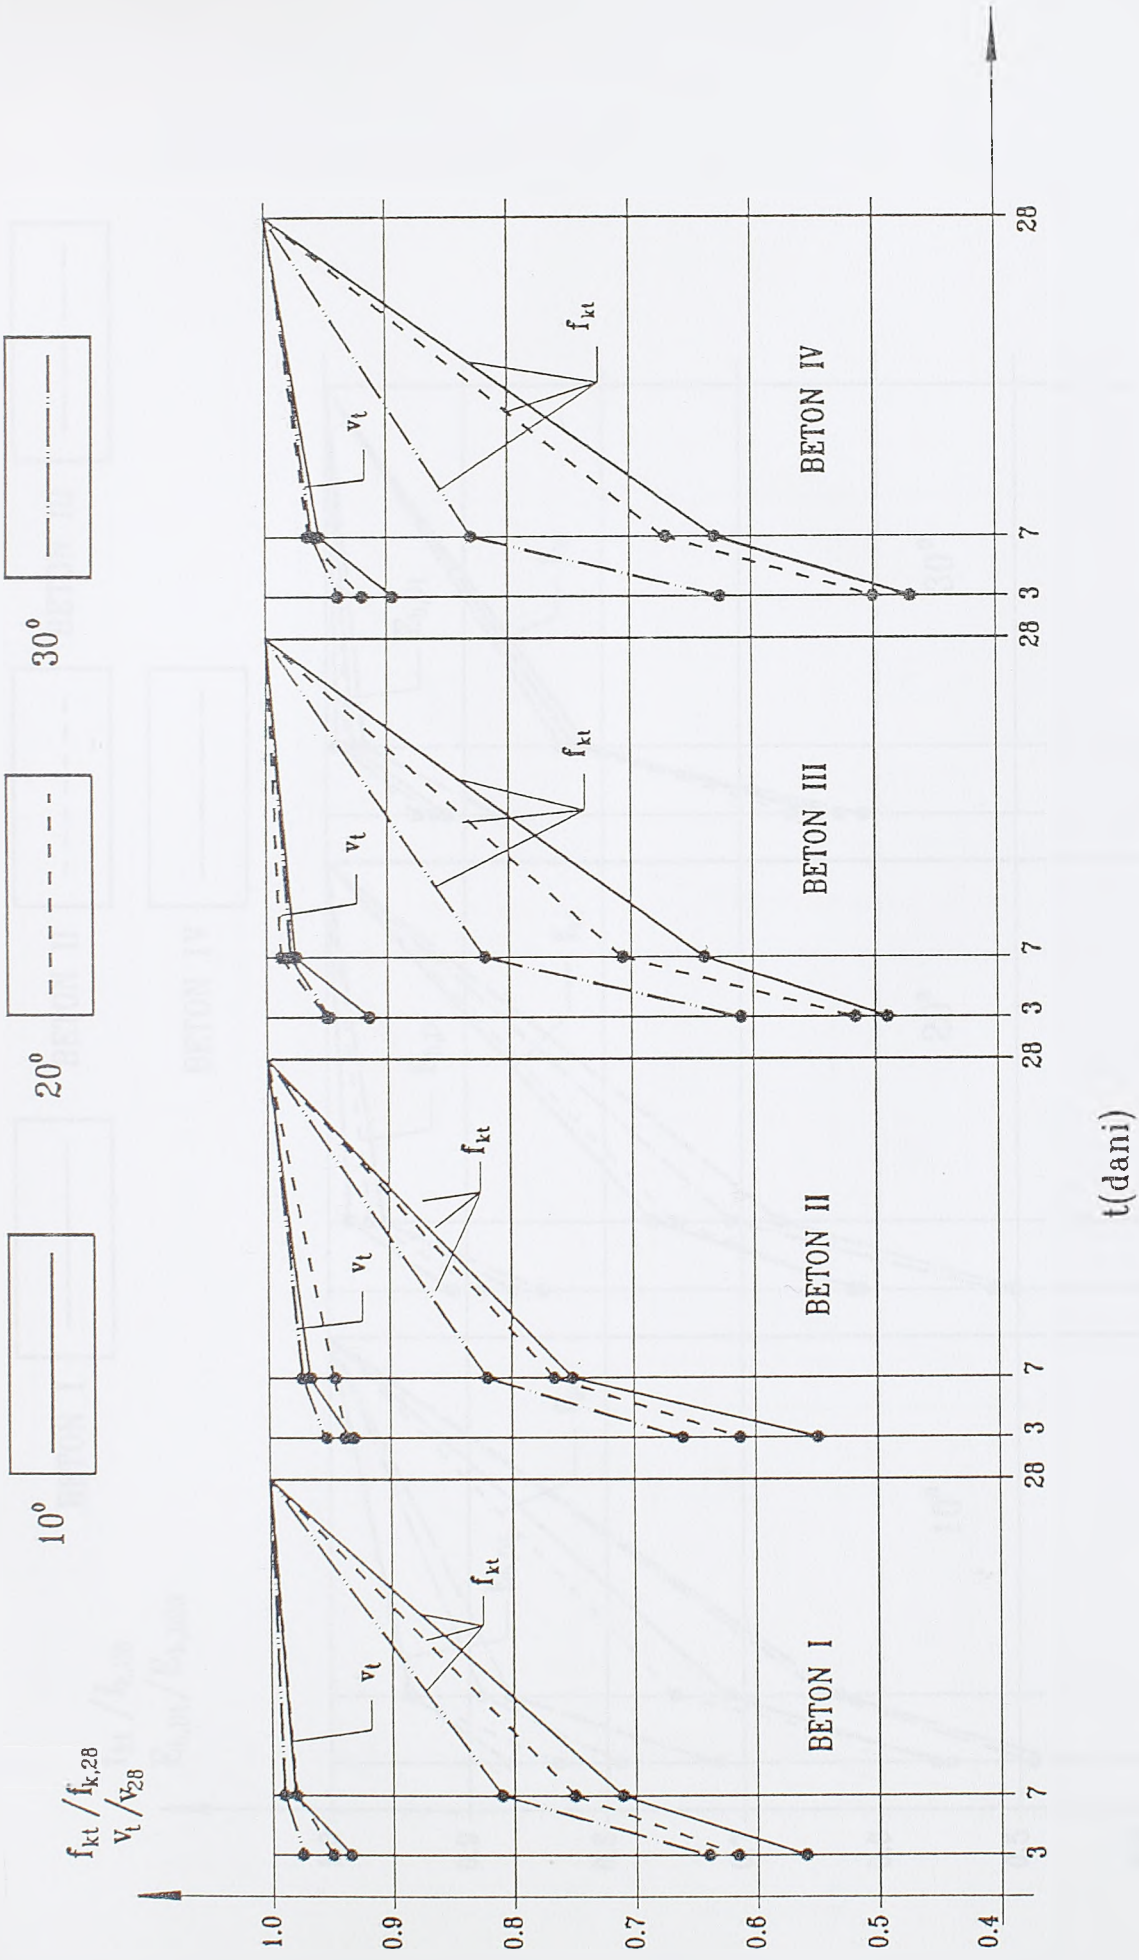 10° 20° 30°
f_kt / f_k,28
v_t / v_28
1.0
0.9
0.8
0.7
0.6
0.5
0.4
v_t
f_kt
BETON I
v_t
f_kt
BETON II
v_t
f_kt
BETON III
v_t
f_kt
BETON IV
3 7 28 3 7 28 3 7 28 3 7 28
t(dani)